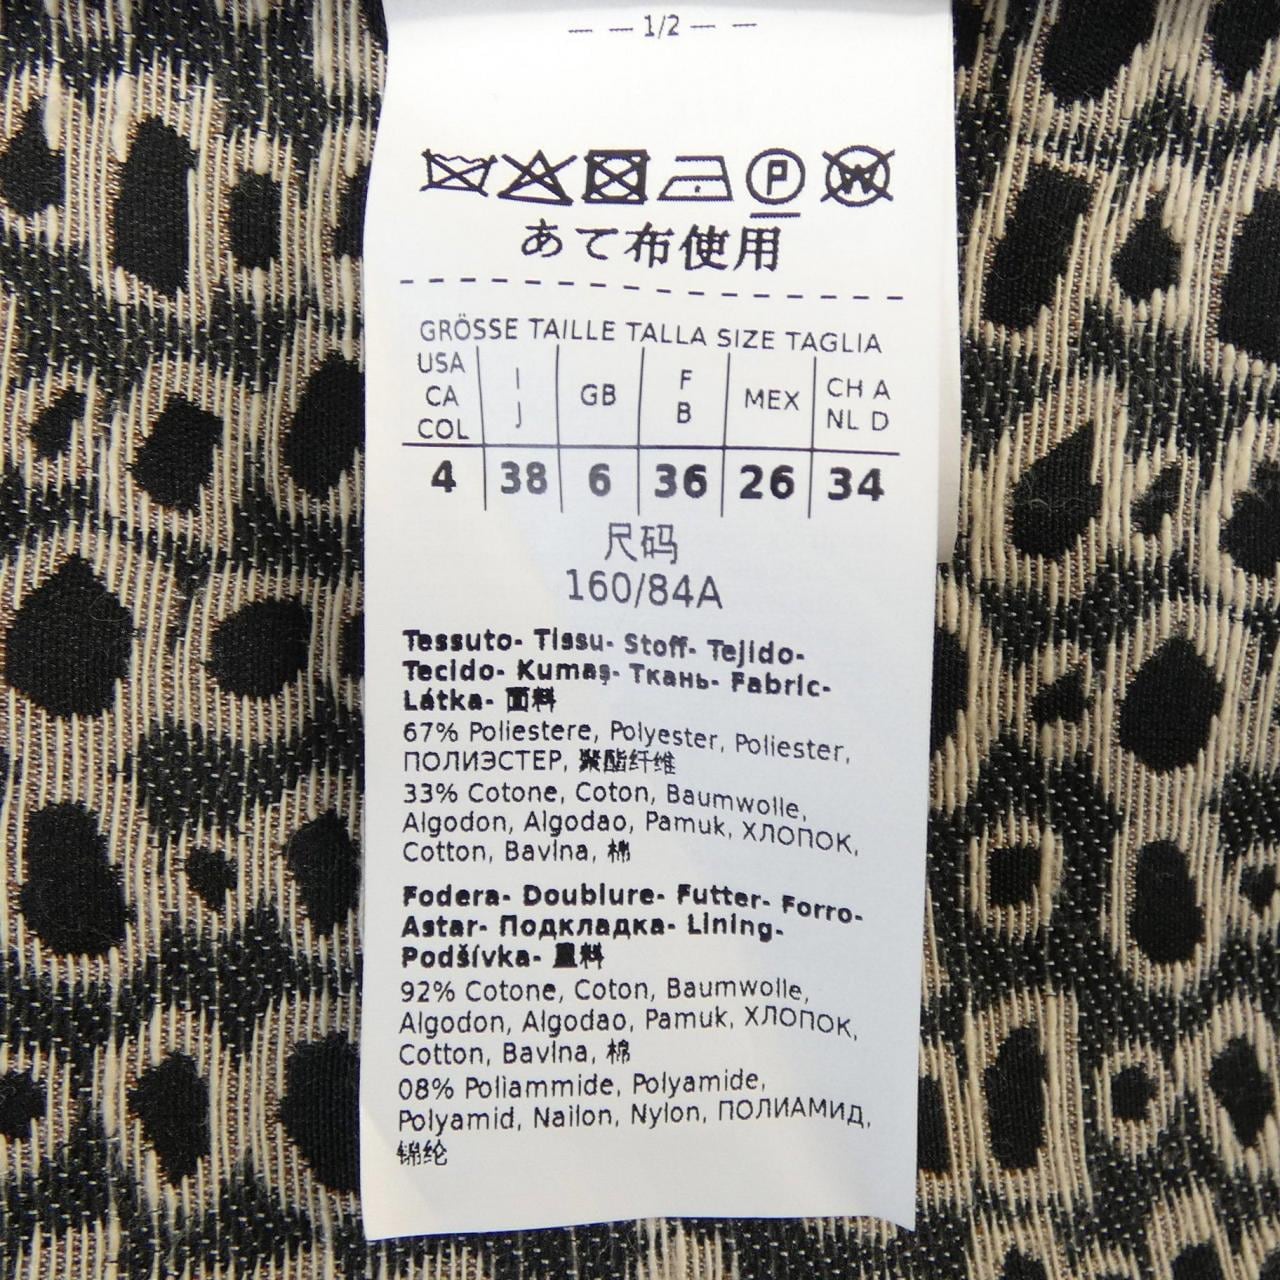 — — 1/2 — —
P W
あて布使用
GRÖSSE TAILLE TALLA SIZE TAGLIA
USA CA COL I J GB F B MEX CH A NL D
4 38 6 36 26 34
尺码
160/84A
Tessuto- Tissu- Stoff- Tejido-
Tecido- Kumaş- Ткань- Fabric-
Látka- 面料
67% Poliestere, Polyester, Poliester,
ПОЛИЭСТЕР, 聚酯纤维
33% Cotone, Coton, Baumwolle,
Algodon, Algodao, Pamuk, ХЛОПОК,
Cotton, Bavlna, 棉
Fodera- Doublure- Futter- Forro-
Astar- Подкладка- Lining-
Podšívka- 里料
92% Cotone, Coton, Baumwolle,
Algodon, Algodao, Pamuk, ХЛОПОК,
Cotton, Bavlna, 棉
08% Poliammide, Polyamide,
Polyamid, Nailon, Nylon, ПОЛИАМИД,
锦纶